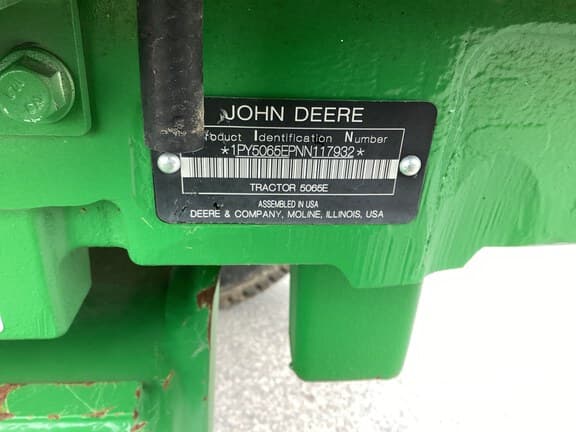 JOHN DEERE
Product Identification Number
*1PY5065EPNN117932*
TRACTOR 5065E
ASSEMBLED IN USA
DEERE & COMPANY, MOLINE, ILLINOIS, USA